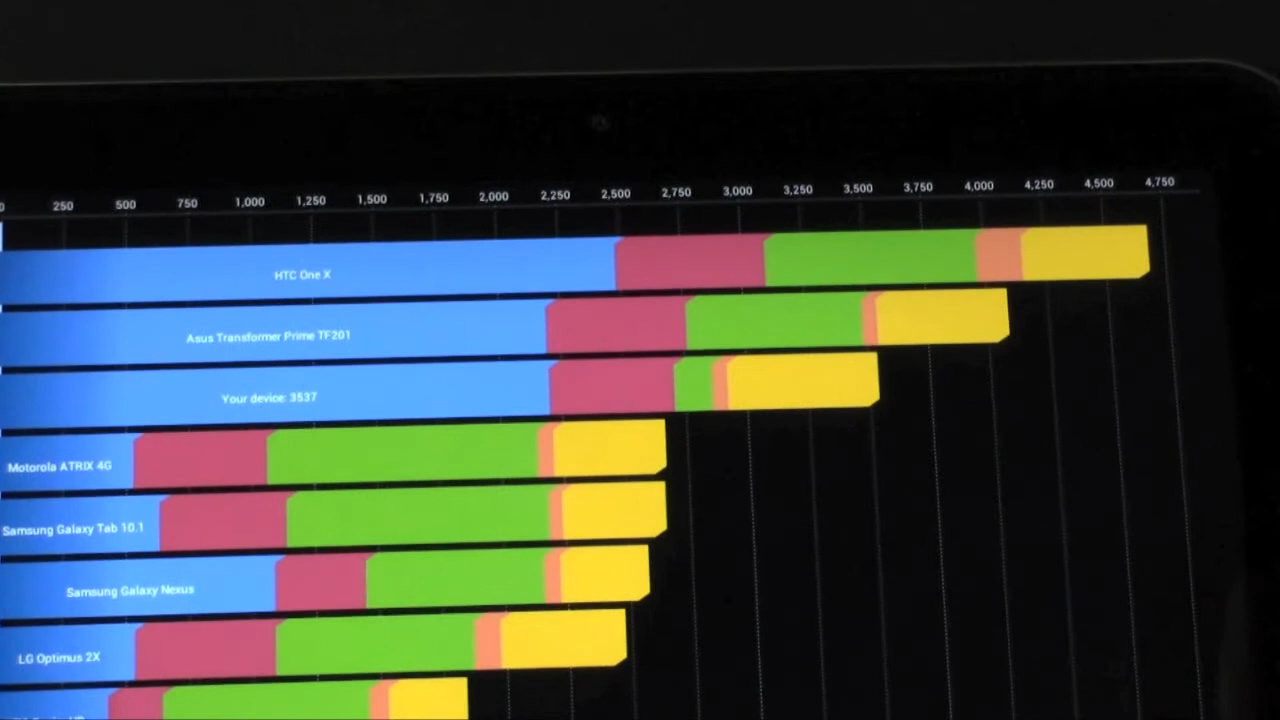 0 250 500 750 1,000 1,250 1,500 1,750 2,000 2,250 2,500 2,750 3,000 3,250 3,500 3,750 4,000 4,250 4,500 4,750
HTC One X
Asus Transformer Prime TF201
Your device: 3537
Motorola ATRIX 4G
Samsung Galaxy Tab 10.1
Samsung Galaxy Nexus
LG Optimus 2X